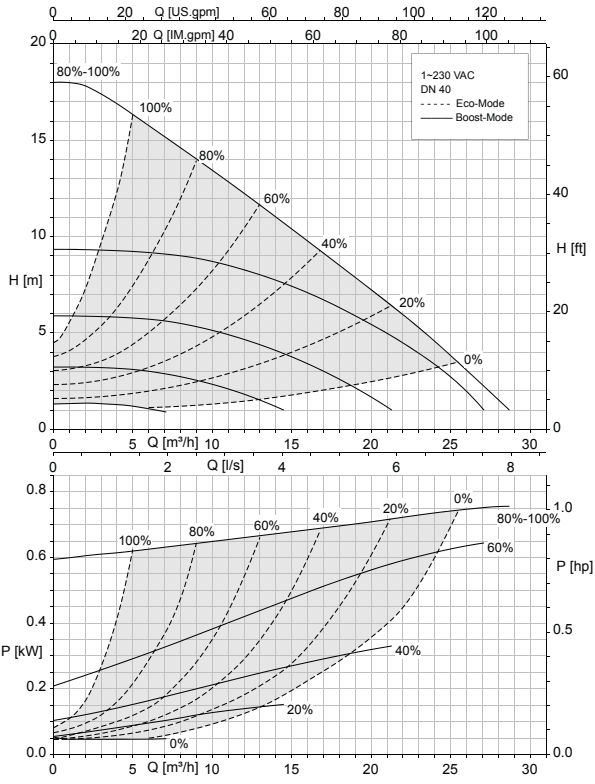 0 20 Q [US.gpm] 60 80 100 120
0 20 Q [IM.gpm] 40 60 80 100
20 60
80%-100%
1~230 VAC
DN 40
Eco-Mode
Boost-Mode
100%
15
80%
60%
40
10
40%
H [m]
H [ft]
20%
20
5
0%
0 0
5 Q [m³/h] 10 15 20 25 30
0 2 Q [l/s] 4 6 8
0.8
0%
20%
40%
60%
80%
100%
1.0
80%-100%
60%
0.6
P [hp]
0.4
0.5
P [kW]
40%
0.2
20%
0%
0.0 0.0
5 Q [m³/h] 10 15 20 25 30